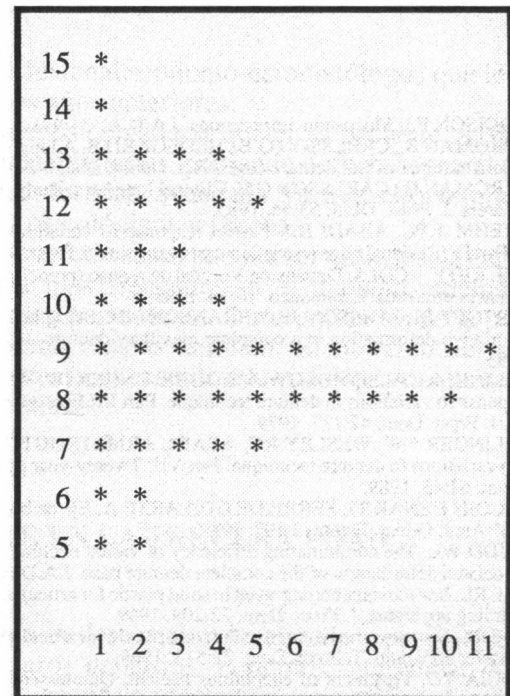 15 *
14 *
13 * * * *
12 * * * * *
11 * * *
10 * * * *
9 * * * * * * * * * * *
8 * * * * * * * * * *
7 * * * * *
6 * *
5 * *
1 2 3 4 5 6 7 8 9 10 11